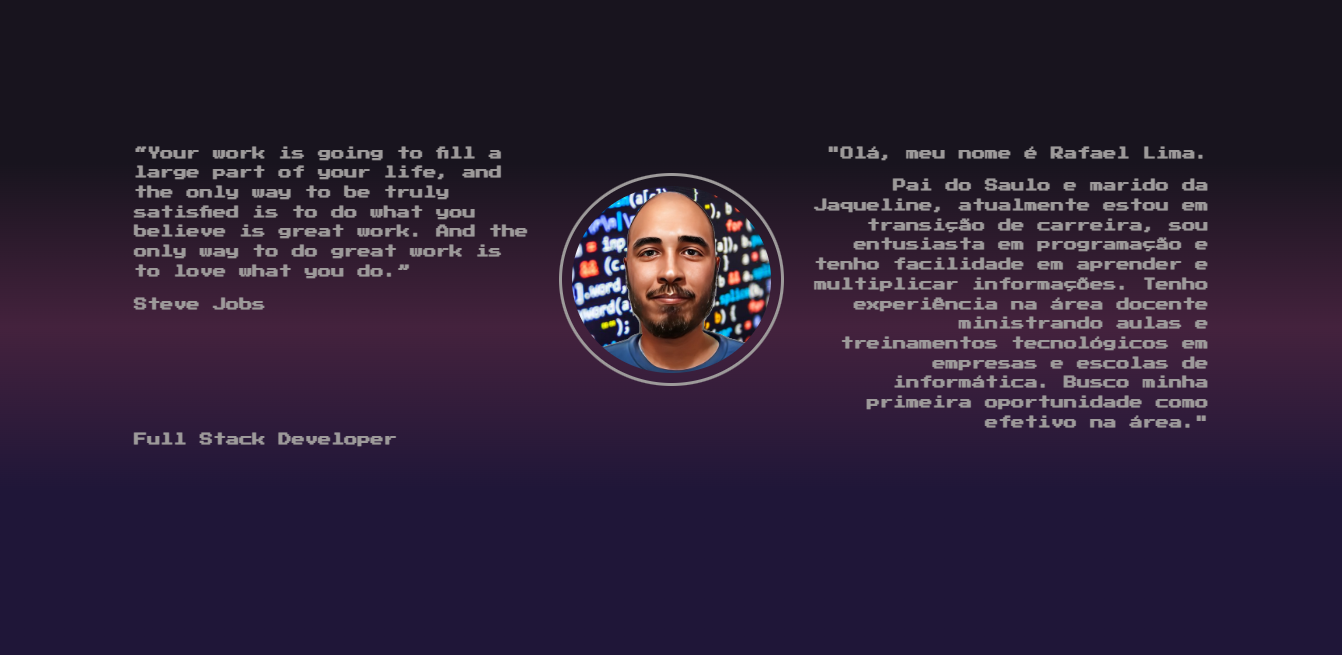 “Your work is going to fill a
large part of your life, and
the only way to be truly
satisfied is to do what you
believe is great work. And the
only way to do great work is
to love what you do.”
Steve Jobs
Full Stack Developer
"Olá, meu nome é Rafael Lima.
Pai do Saulo e marido da
Jaqueline, atualmente estou em
transição de carreira, sou
entusiasta em programação e
tenho facilidade em aprender e
multiplicar informações. Tenho
experiência na área docente
ministrando aulas e
treinamentos tecnológicos em
empresas e escolas de
informática. Busco minha
primeira oportunidade como
efetivo na área."